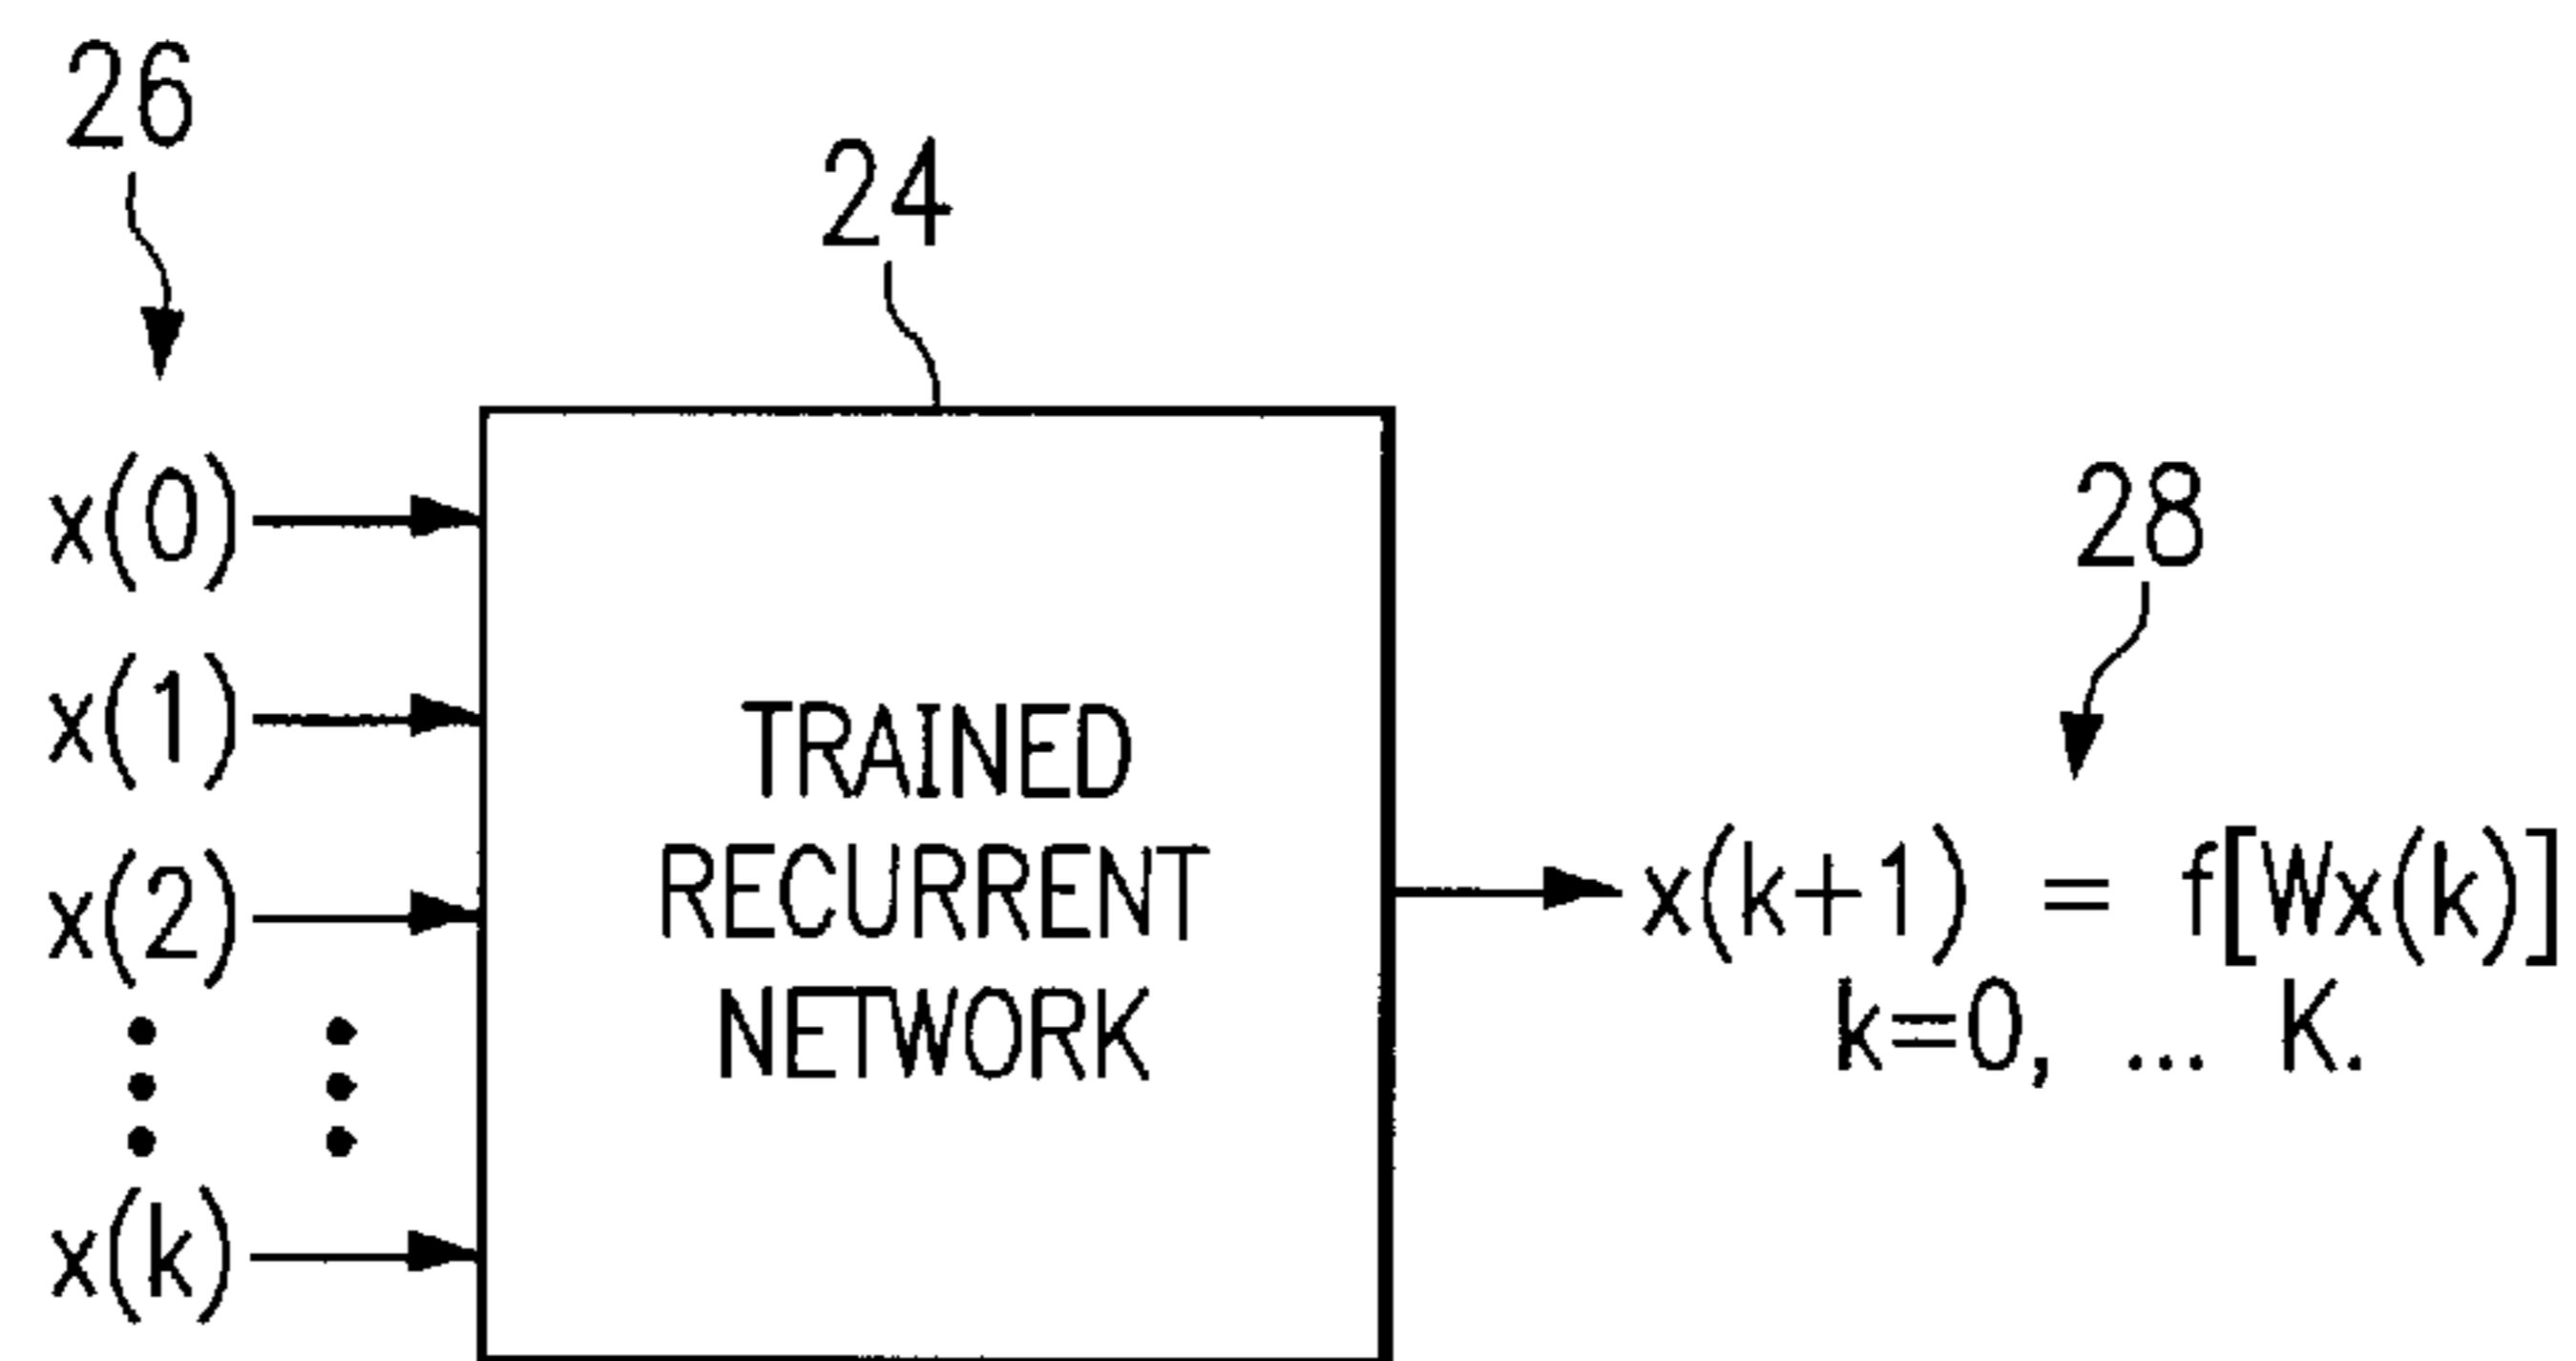 26
24
x(0)
28
x(1)
TRAINED
x(2)
RECURRENT
x(k+1) = f[Wx(k)]
NETWORK
k=0, ... K.
x(k)